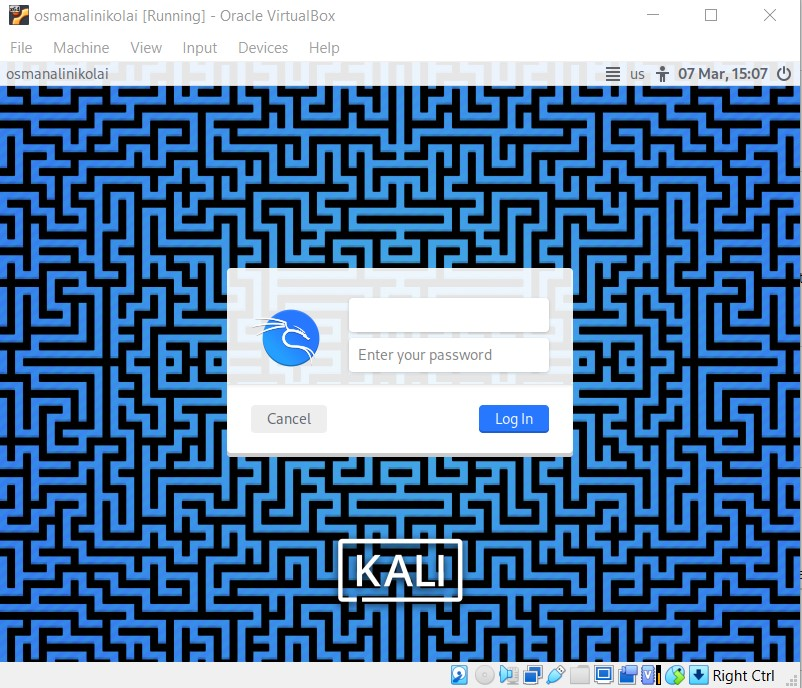 osmanalinikolai [Running] - Oracle VirtualBox
File Machine View Input Devices Help
osmanalinikolai us 07 Mar, 15:07
Enter your password
Cancel Log In
KALI
Right Ctrl